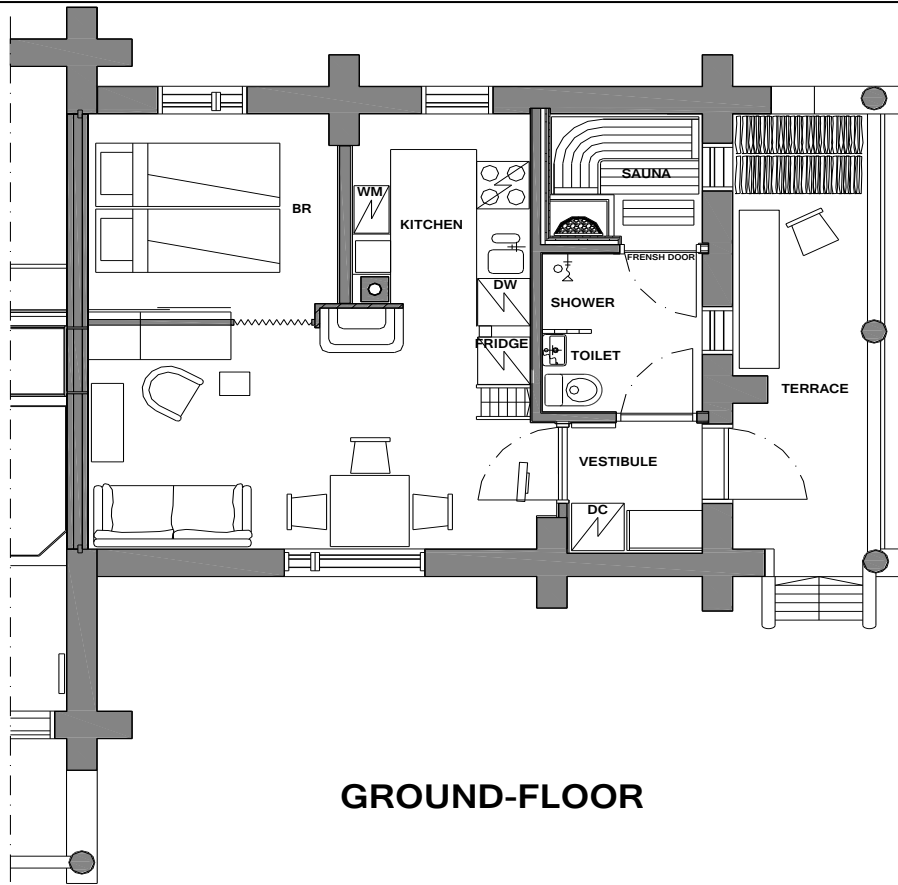 SAUNA
WM
BR
KITCHEN
FRENSH DOOR
DW
SHOWER
FRIDGE
TOILET
TERRACE
VESTIBULE
DC
GROUND-FLOOR